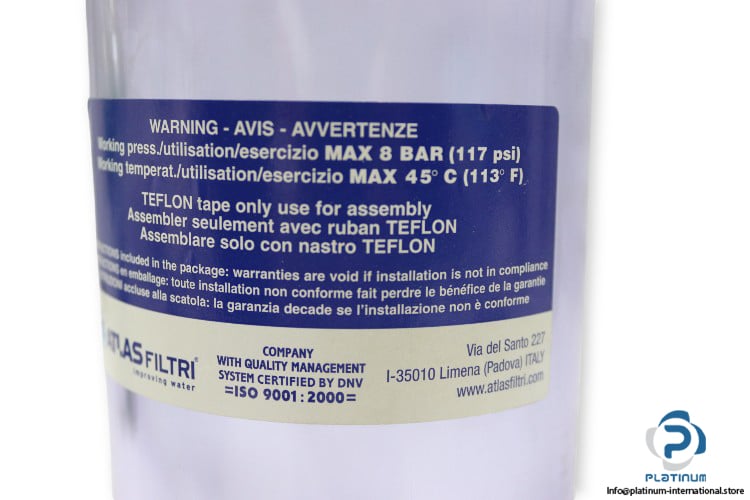 WARNING - AVIS - AVVERTENZE
Working press./utilisation/esercizio MAX 8 BAR (117 psi)
Working temperat./utilisation/esercizio MAX 45° C (113° F)
TEFLON tape only use for assembly
Assembler seulement avec ruban TEFLON
Assemblare solo con nastro TEFLON
included in the package: warranties are void if installation is not in compliance
en emballage: toute installation non conforme fait perdre le bénéfice de la garantie
accluse alla scatola: la garanzia decade se l'installazione non è conforme
ATLAS FILTRI®
improving water
COMPANY
WITH QUALITY MANAGEMENT
SYSTEM CERTIFIED BY DNV
=ISO 9001:2000=
Via del Santo 227
I-35010 Limena (Padova) ITALY
www.atlasfiltri.com
PLATINUM
Info@platinum-international.store